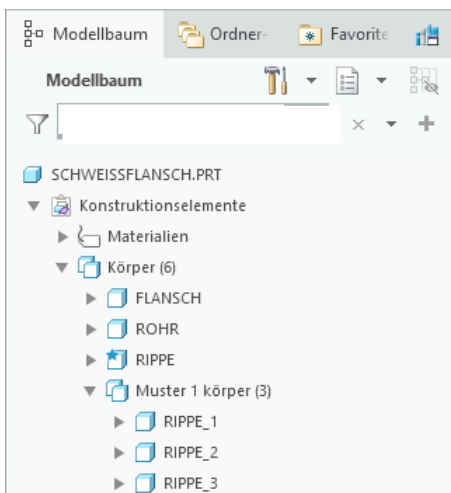 Modellbaum Ordner- Favorite
Modellbaum
SCHWEISSFLANSCH.PRT
Konstruktionselemente
Materialien
Körper (6)
FLANSCH
ROHR
RIPPE
Muster 1 körper (3)
RIPPE_1
RIPPE_2
RIPPE_3